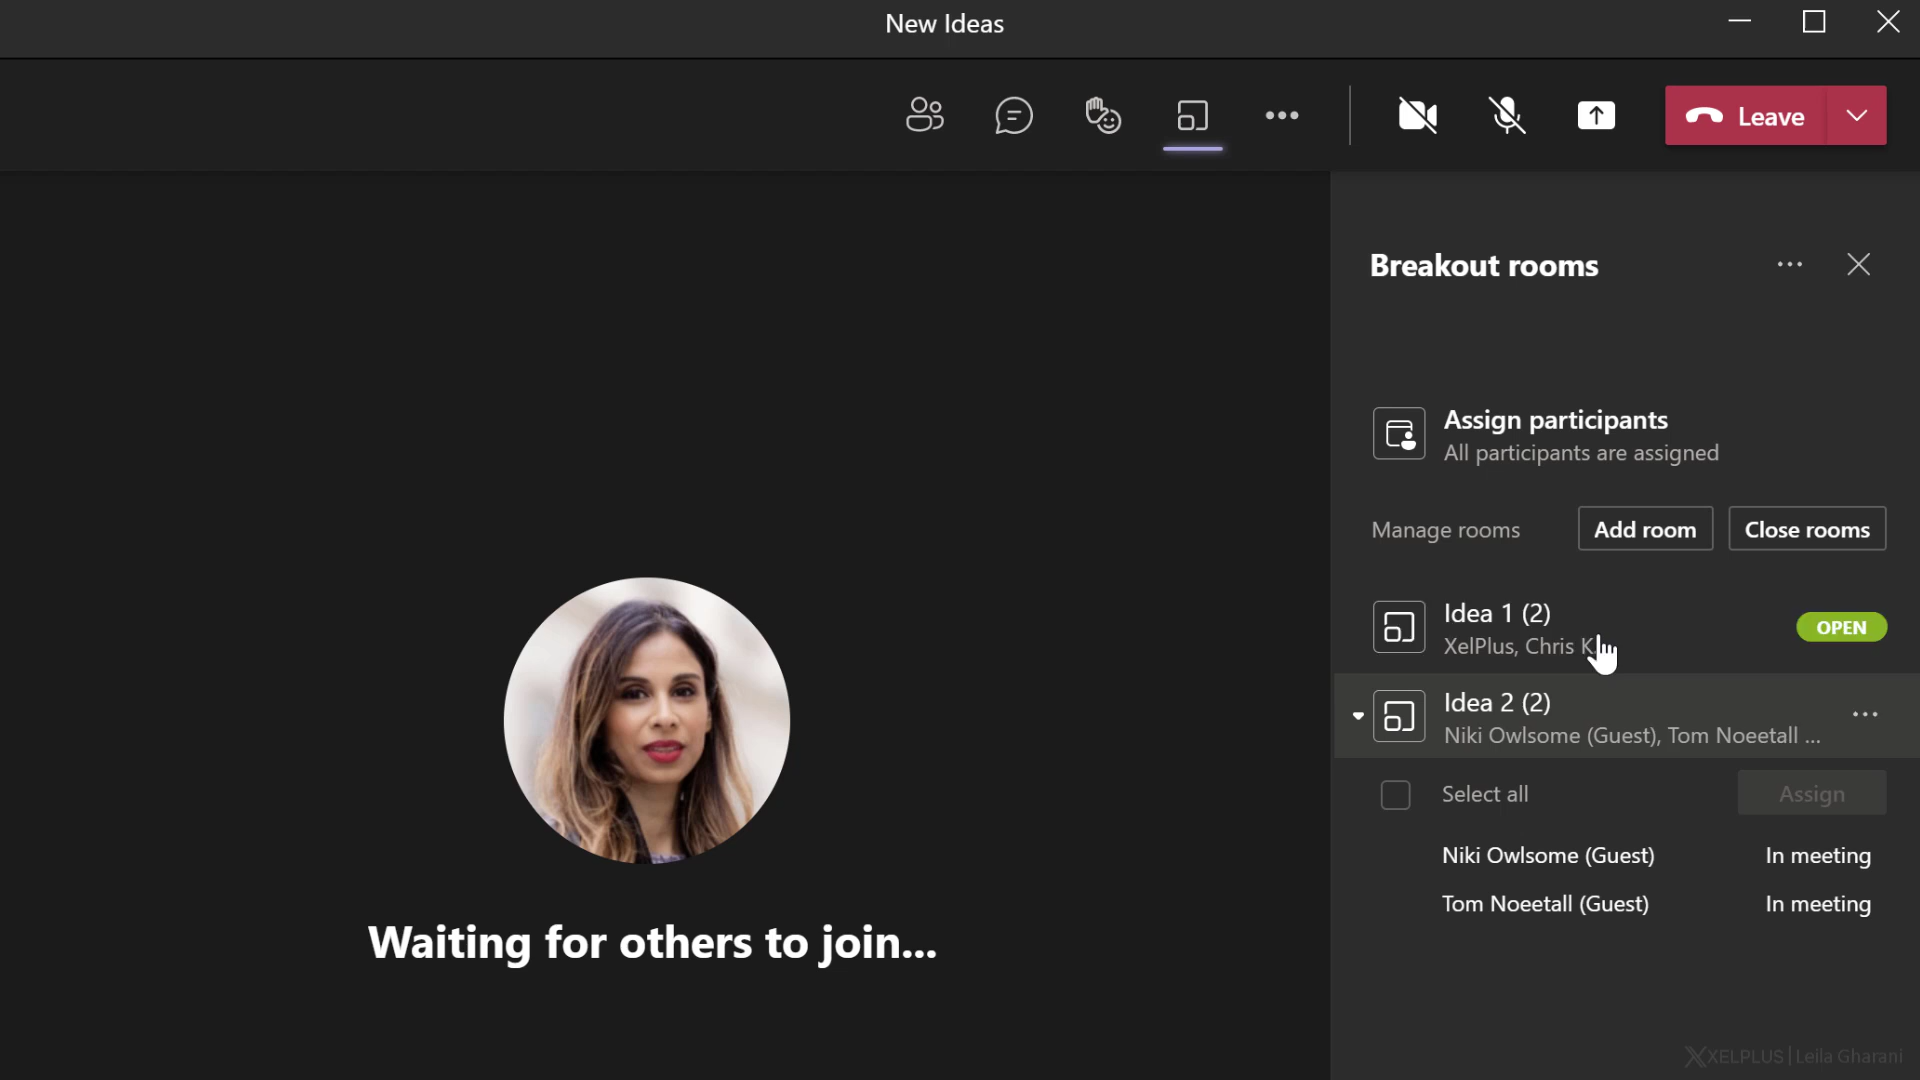 New Ideas
Leave
Breakout rooms
Assign participants
All participants are assigned
Manage rooms
Add room
Close rooms
Idea 1 (2)
XelPlus, Chris K
OPEN
Idea 2 (2)
Niki Owlsome (Guest), Tom Noeetall ...
Select all
Assign
Niki Owlsome (Guest)
In meeting
Tom Noeetall (Guest)
In meeting
Waiting for others to join...
XELPLUS | Leila Gharani